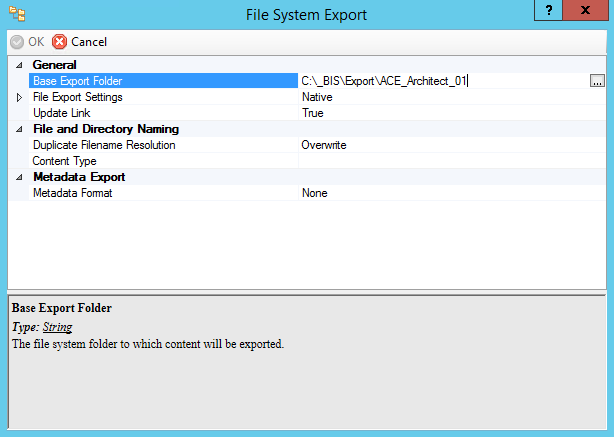 File System Export
? x
OK Cancel
General
Base Export Folder C:\_BIS\Export\ACE_Architect_01 ...
File Export Settings Native
Update Link True
File and Directory Naming
Duplicate Filename Resolution Overwrite
Content Type
Metadata Export
Metadata Format None
Base Export Folder
Type: String
The file system folder to which content will be exported.